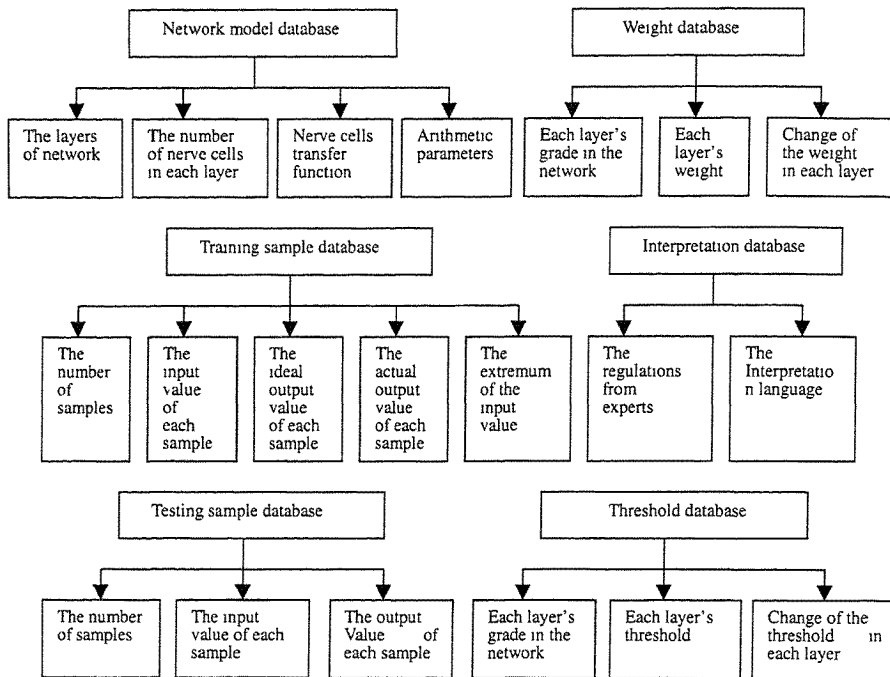 Network model database
Weight database
The layers
of network
The number
of nerve cells
in each layer
Nerve cells
transfer
function
Arithmetic
parameters
Each layer's
grade in the
network
Each
layer's
weight
Change of
the weight
in each layer
Training sample database
Interpretation database
The
number
of
samples
The
input
value
of
each
sample
The
ideal
output
value
of each
sample
The
actual
output
value
of each
sample
The
extremum
of the
input
value
The
regulations
from
experts
The
Interpretatio
n language
Testing sample database
Threshold database
The number
of samples
The input
value of each
sample
The output
Value of
each sample
Each layer's
grade in the
network
Each layer's
threshold
Change of the
threshold in
each layer